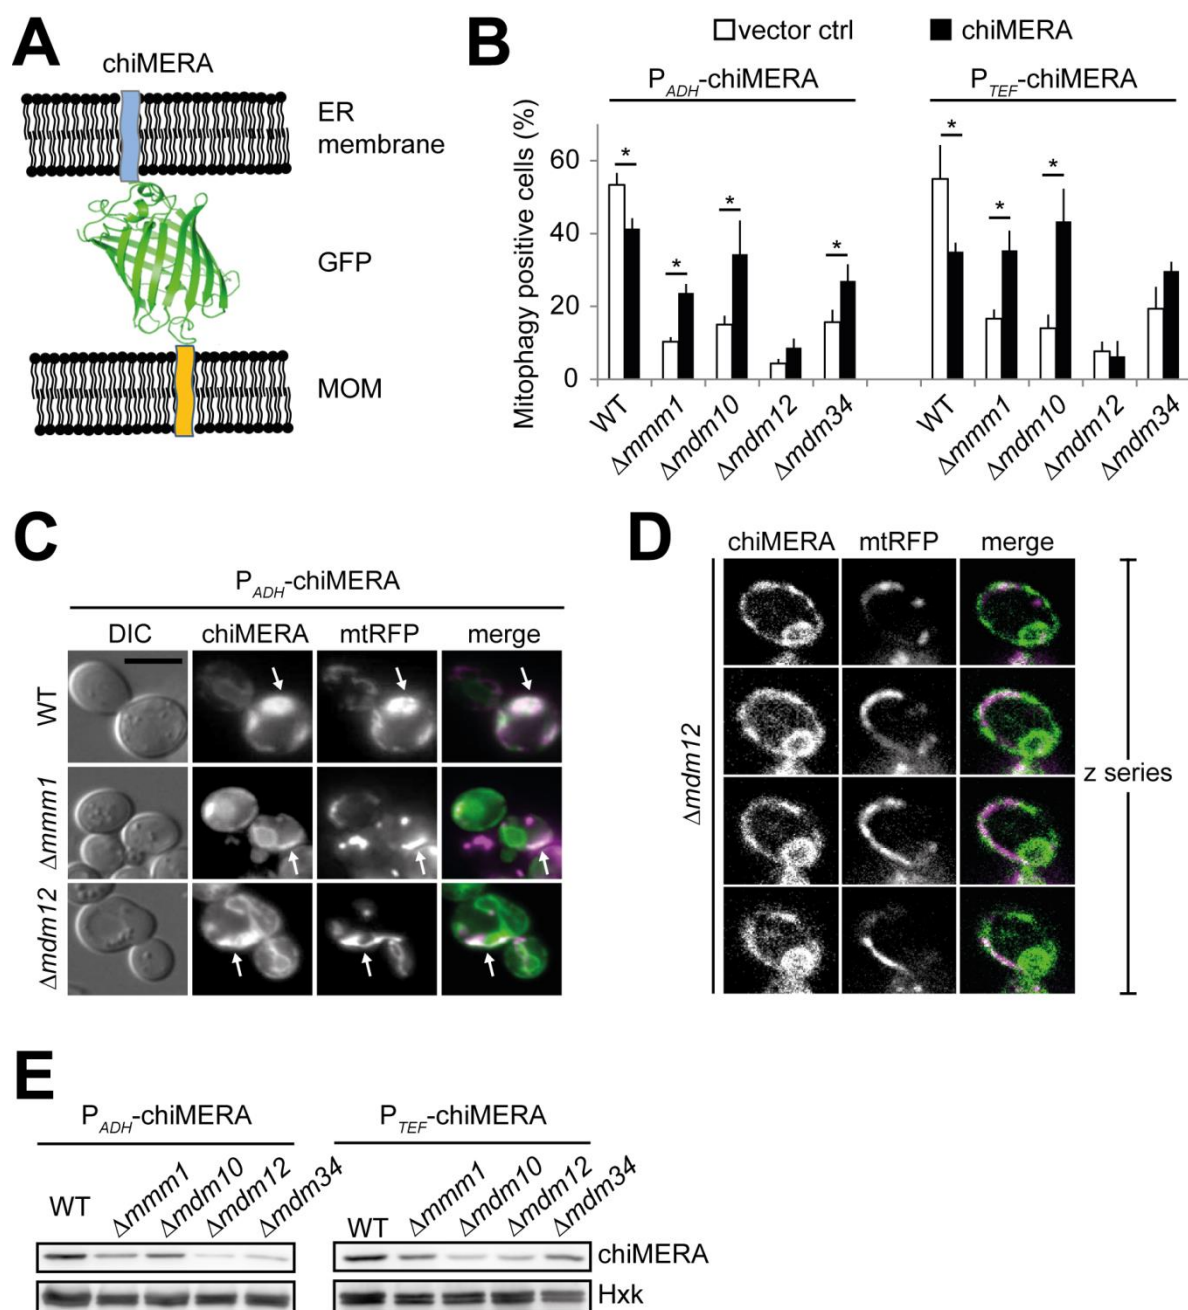 A
chiMERA
ER
membrane
GFP
MOM
B
vector ctrl
chiMERA
P_ADH-chiMERA
P_TEF-chiMERA
Mitophagy positive cells (%)
60
40
20
0
*
*
*
*
*
*
*
WT
Δmmm1
Δmdm10
Δmdm12
Δmdm34
WT
Δmmm1
Δmdm10
Δmdm12
Δmdm34
C
P_ADH-chiMERA
DIC
chiMERA
mtRFP
merge
WT
Δmmm1
Δmdm12
D
chiMERA
mtRFP
merge
Δmdm12
z series
E
P_ADH-chiMERA
P_TEF-chiMERA
WT
Δmmm1
Δmdm10
Δmdm12
Δmdm34
WT
Δmmm1
Δmdm10
Δmdm12
Δmdm34
chiMERA
Hxk